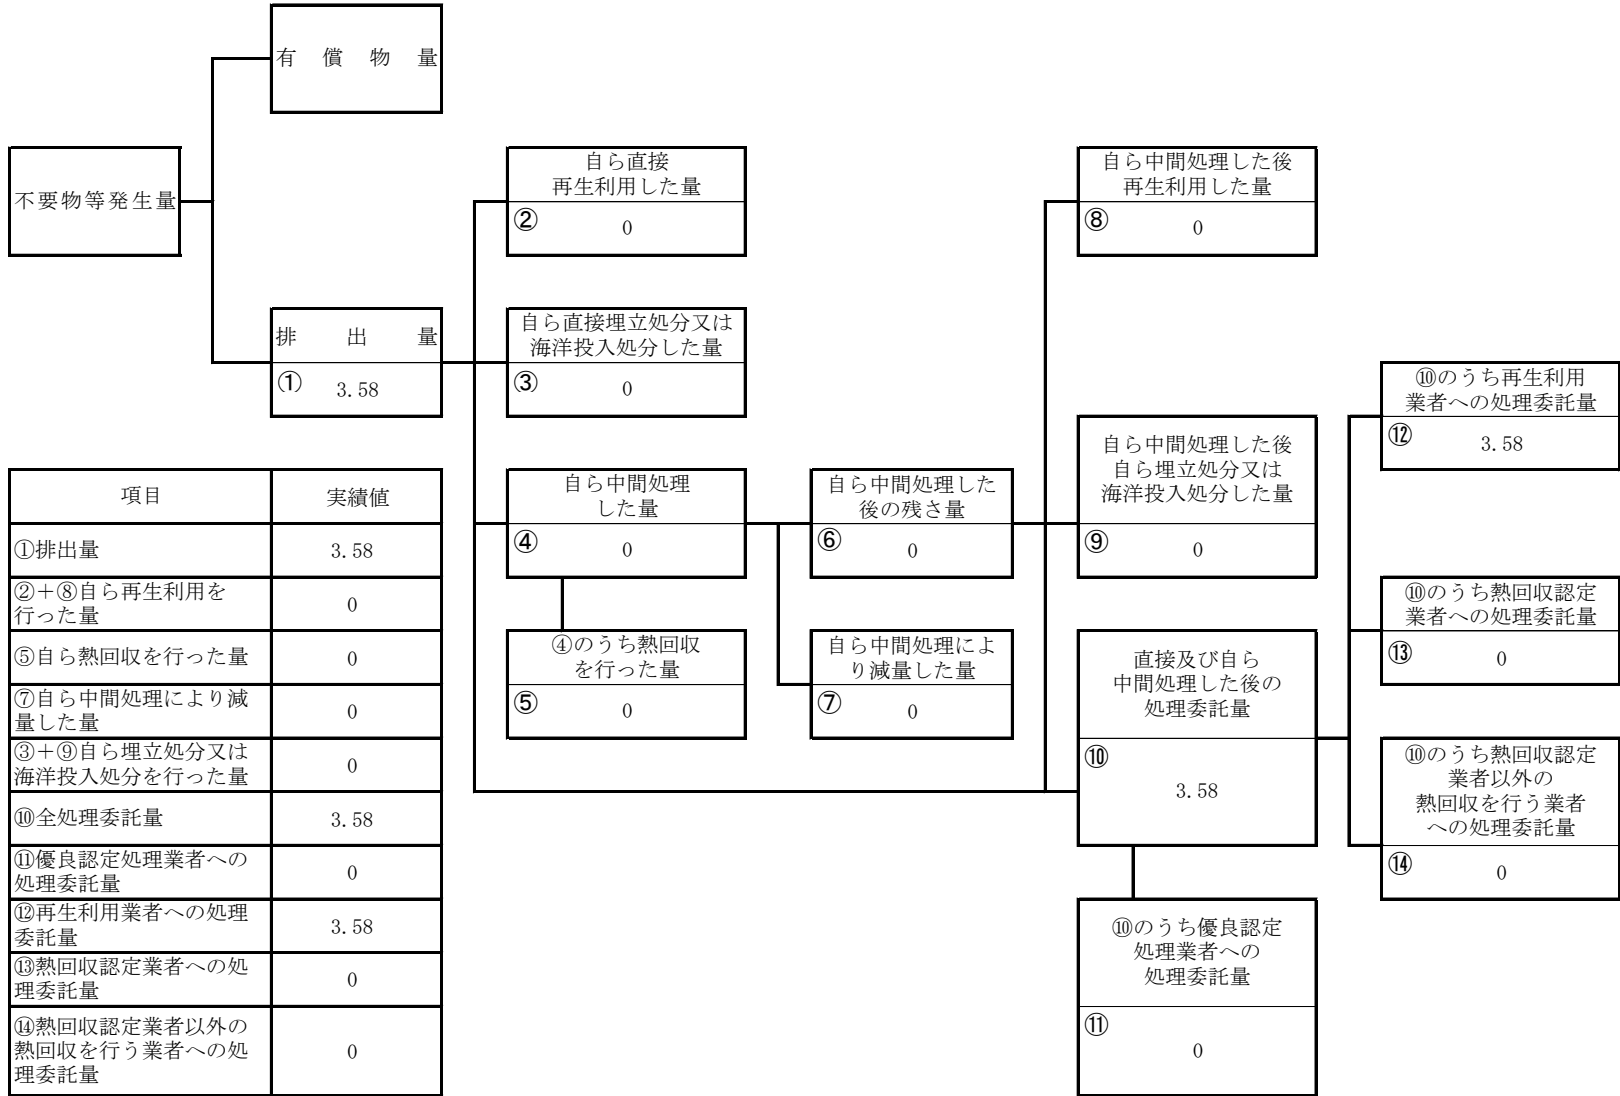 有償物量
不要物等発生量
排出量
① 3.58
自ら直接
再生利用した量
② 0
自ら直接埋立処分又は
海洋投入処分した量
③ 0
自ら中間処理
した量
④ 0
④のうち熱回収
を行った量
⑤ 0
自ら中間処理した
後の残さ量
⑥ 0
自ら中間処理によ
り減量した量
⑦ 0
自ら中間処理した後
再生利用した量
⑧ 0
自ら中間処理した後
自ら埋立処分又は
海洋投入処分した量
⑨ 0
直接及び自ら
中間処理した後の
処理委託量
⑩
3.58
⑩のうち優良認定
処理業者への
処理委託量
⑪
0
⑩のうち再生利用
業者への処理委託量
⑫ 3.58
⑩のうち熱回収認定
業者への処理委託量
⑬ 0
⑩のうち熱回収認定
業者以外の
熱回収を行う業者
への処理委託量
⑭ 0
項目 実績値
①排出量 3.58
②+⑧自ら再生利用を
行った量 0
⑤自ら熱回収を行った量 0
⑦自ら中間処理により減
量した量 0
③+⑨自ら埋立処分又は
海洋投入処分を行った量 0
⑩全処理委託量 3.58
⑪優良認定処理業者への
処理委託量 0
⑫再生利用業者への処理
委託量 3.58
⑬熱回収認定業者への処
理委託量 0
⑭熱回収認定業者以外の
熱回収を行う業者への処
理委託量 0